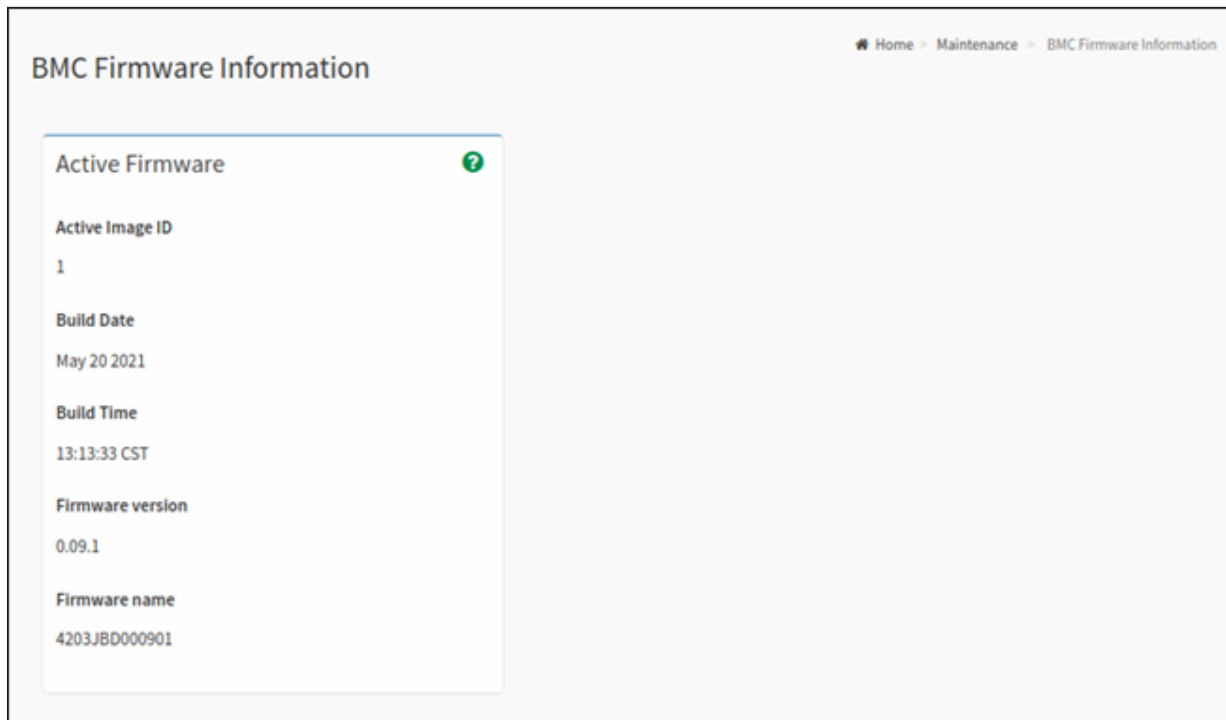 Home > Maintenance > BMC Firmware Information
BMC Firmware Information
Active Firmware
?
Active Image ID
1
Build Date
May 20 2021
Build Time
13:13:33 CST
Firmware version
0.09.1
Firmware name
4203JBD000901